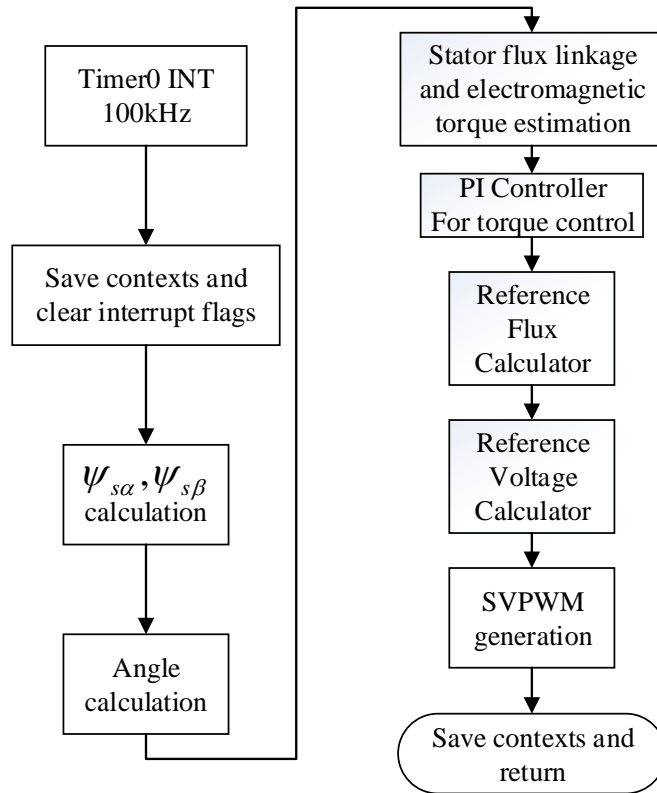 Timer0 INT
100kHz
Save contexts and
clear interrupt flags
ψsα,ψsβ
calculation
Angle
calculation
Stator flux linkage
and electromagnetic
torque estimation
PI Controller
For torque control
Reference
Flux
Calculator
Reference
Voltage
Calculator
SVPWM
generation
Save contexts and
return